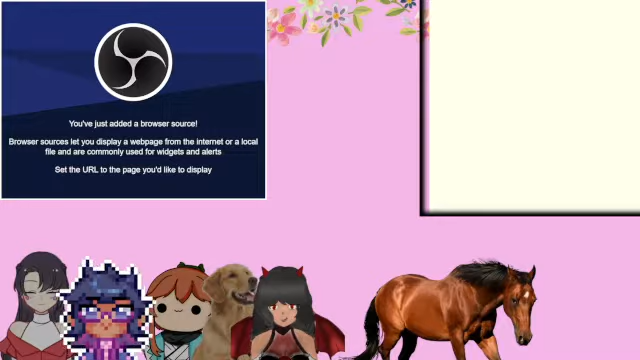 You've just added a browser source!
Browser sources let you display a webpage from the internet or a local
file and are commonly used for widgets and alerts
Set the URL to the page you'd like to display